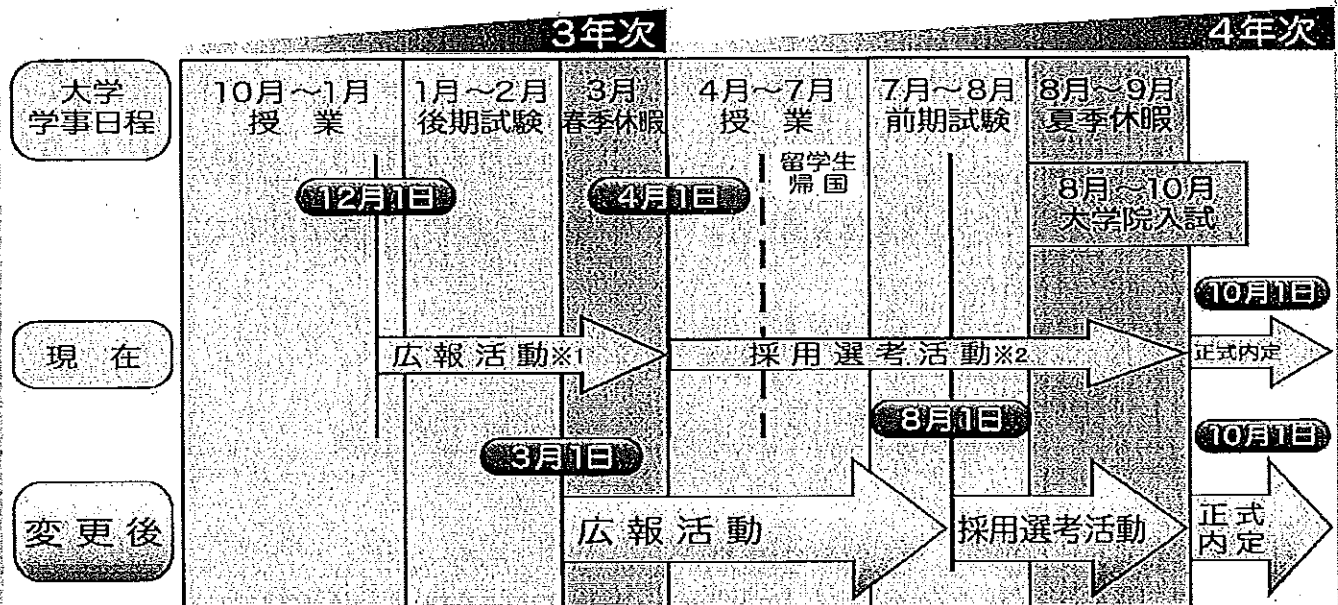 3年次
4年次
大学
学事日程
10月〜1月
授 業
1月〜2月
後期試験
3月
春季休暇
4月〜7月
授 業
7月〜8月
前期試験
8月〜9月
夏季休暇
留学生
帰国
12月1日
4月1日
8月〜10月
大学院入試
10月1日
現 在
広報活動※1
採用選考活動※2
正式内定
8月1日
10月1日
3月1日
変更後
広報活動
採用選考活動
正式
内定